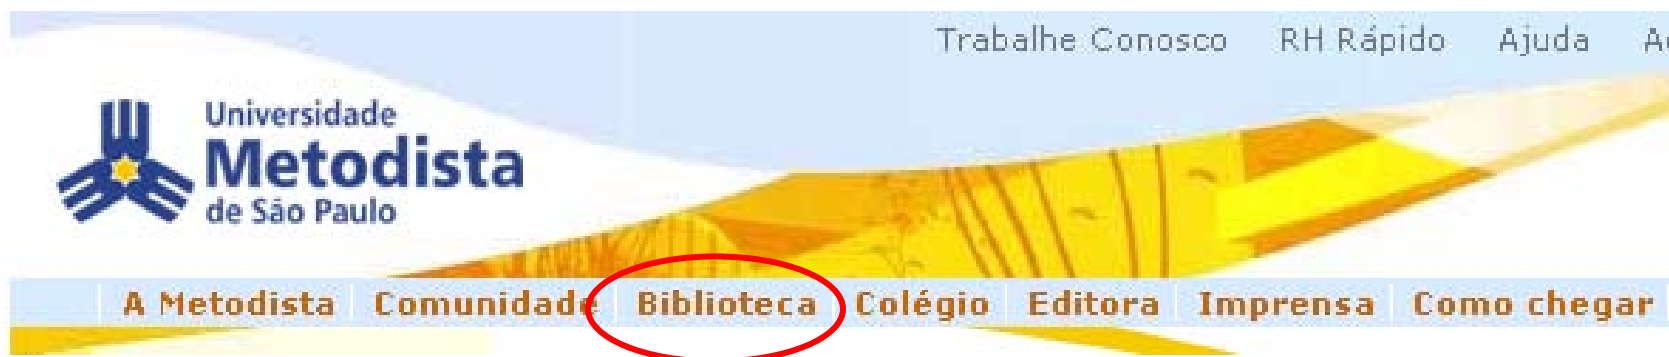 Trabalhe Conosco RH Rápido Ajuda
Universidade
Metodista
de São Paulo
A Metodista Comunidade Biblioteca Colégio Editora Imprensa Como chegar